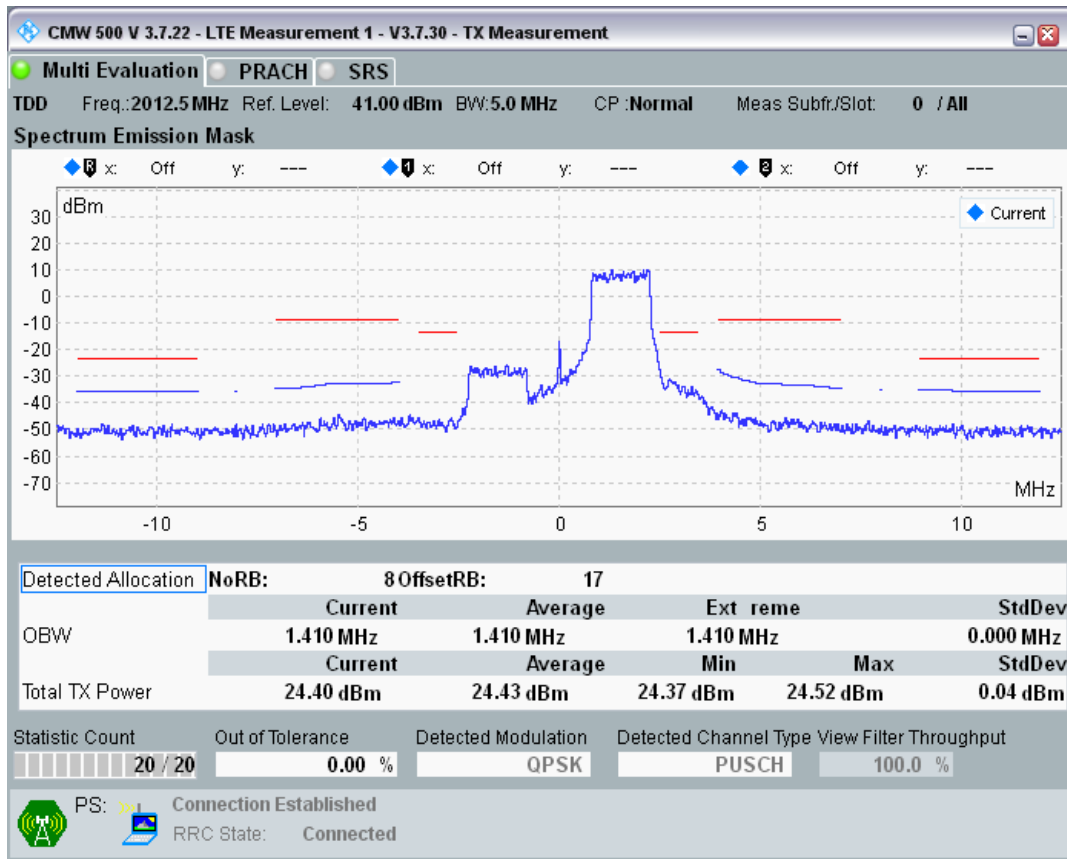 CMW 500 V 3.7.22 - LTE Measurement 1 - V3.7.30 - TX Measurement
Multi Evaluation PRACH SRS
TDD Freq.:2012.5 MHz Ref. Level: 41.00 dBm BW:5.0 MHz CP :Normal Meas Subfr./Slot: 0 / All
Spectrum Emission Mask
R x: Off y: --- 1 x: Off y: --- 2 x: Off y: ---
dBm
Current
30
20
10
0
-10
-20
-30
-40
-50
-60
-70
MHz
-10 -5 0 5 10
Detected Allocation NoRB: 8 OffsetRB: 17
Current Average Ext reme StdDev
OBW 1.410 MHz 1.410 MHz 1.410 MHz 0.000 MHz
Current Average Min Max StdDev
Total TX Power 24.40 dBm 24.43 dBm 24.37 dBm 24.52 dBm 0.04 dBm
Statistic Count Out of Tolerance Detected Modulation Detected Channel Type View Filter Throughput
20 / 20 0.00 % QPSK PUSCH 100.0 %
PS: Connection Established
RRC State: Connected